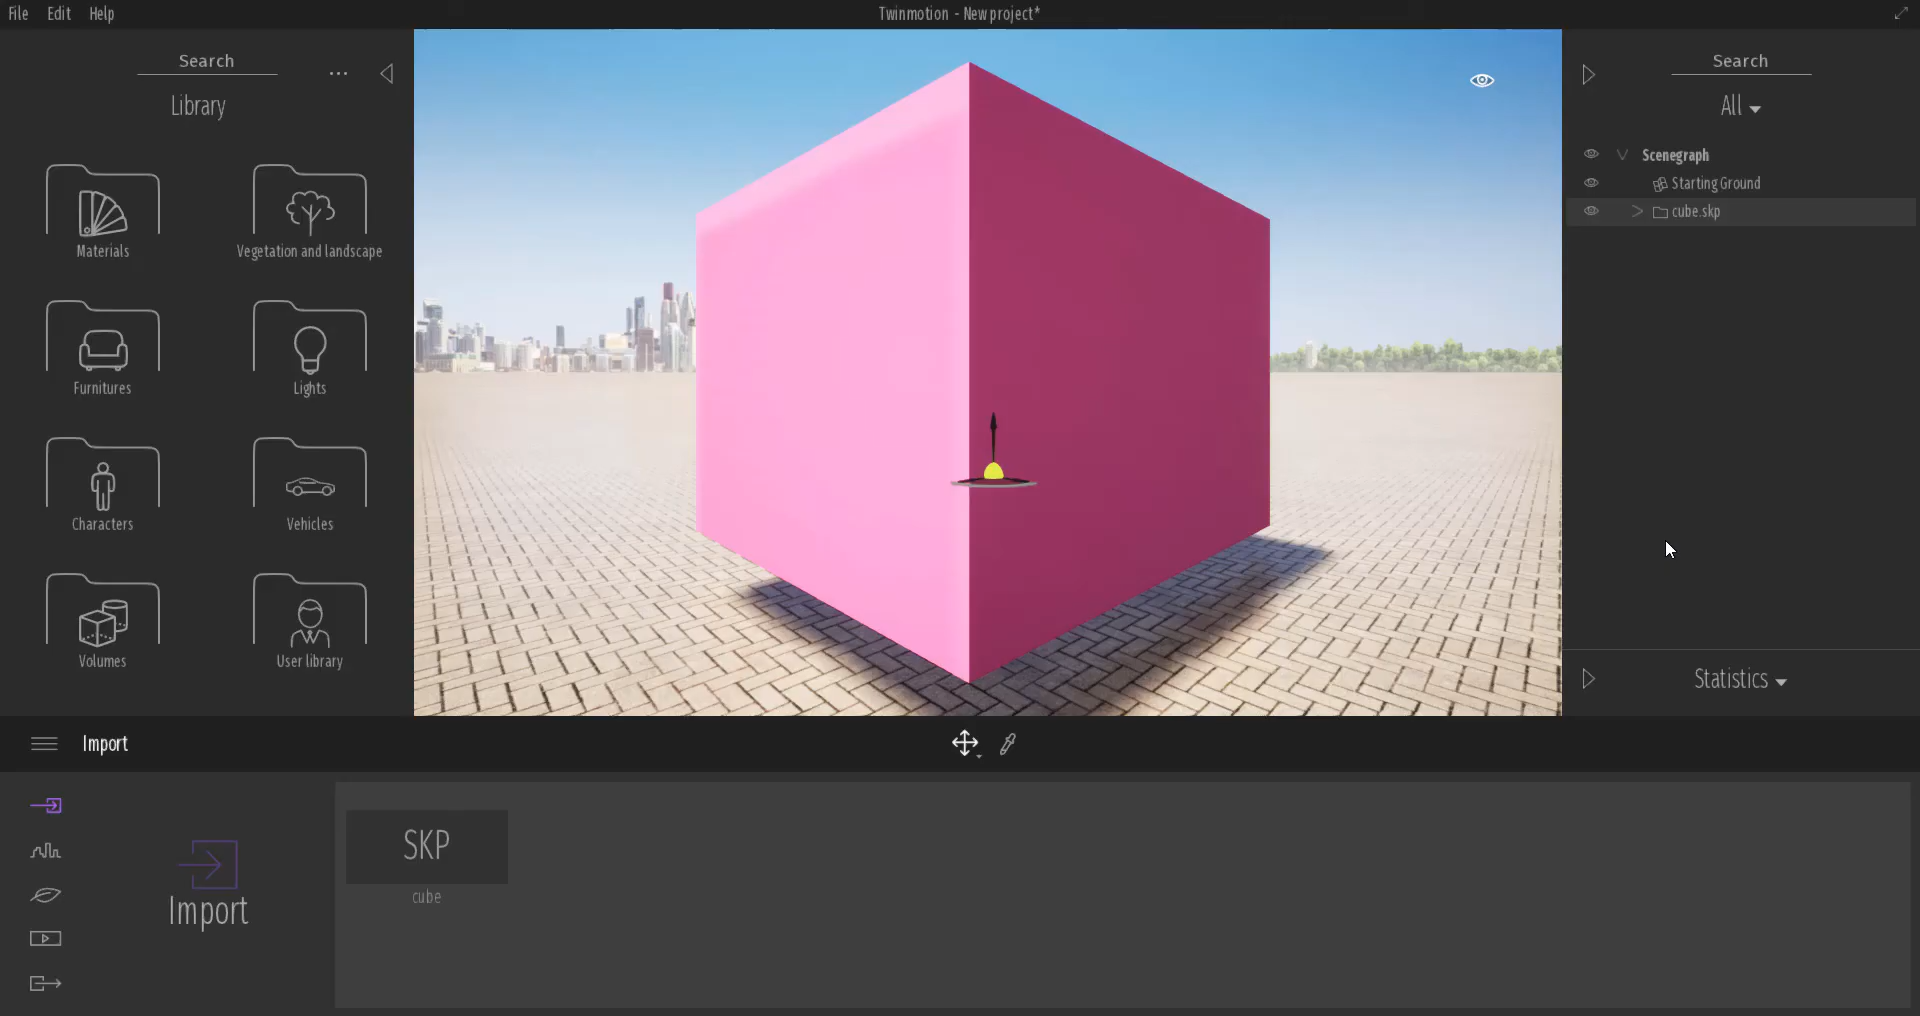 File Edit Help
Twinmotion - New project*
Search
Library
Materials
Vegetation and landscape
Furnitures
Lights
Characters
Vehicles
Volumes
User library
Search
All
Scenegraph
Starting Ground
cube.skp
Statistics
Import
Import
SKP
cube